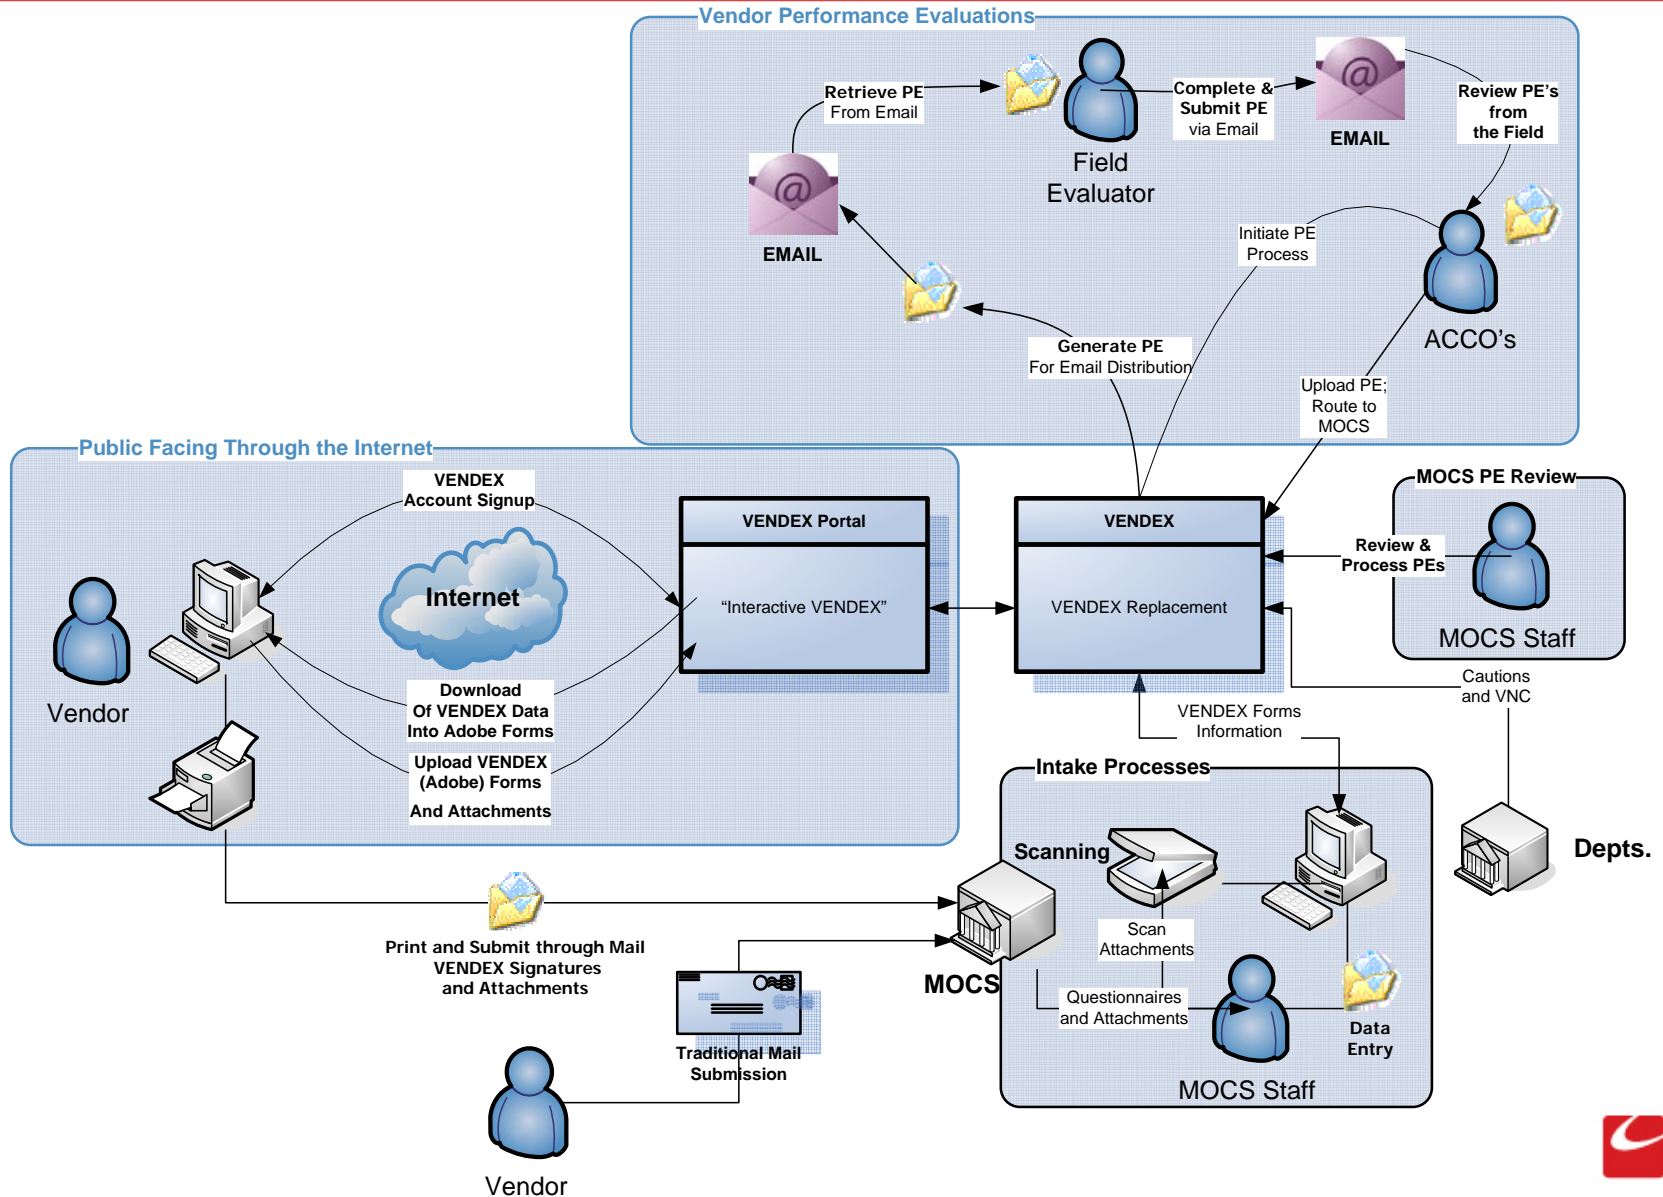 Vendor Performance Evaluations
Retrieve PE
From Email
Complete &
Submit PE
via Email
Review PE's
from
the Field
EMAIL
Field
Evaluator
EMAIL
Initiate PE
Process
ACCO's
Generate PE
For Email Distribution
Upload PE;
Route to
MOCS
Public Facing Through the Internet
VENDEX
Account Signup
Internet
Vendor
Download
Of VENDEX Data
Into Adobe Forms
Upload VENDEX
(Adobe) Forms
And Attachments
VENDEX Portal
“Interactive VENDEX”
VENDEX
VENDEX Replacement
MOCS PE Review
Review &
Process PEs
MOCS Staff
Cautions
and VNC
VENDEX Forms
Information
Depts.
Intake Processes
Scanning
Scan
Attachments
MOCS
Questionnaires
and Attachments
Data
Entry
MOCS Staff
Print and Submit through Mail
VENDEX Signatures
and Attachments
Traditional Mail
Submission
Vendor